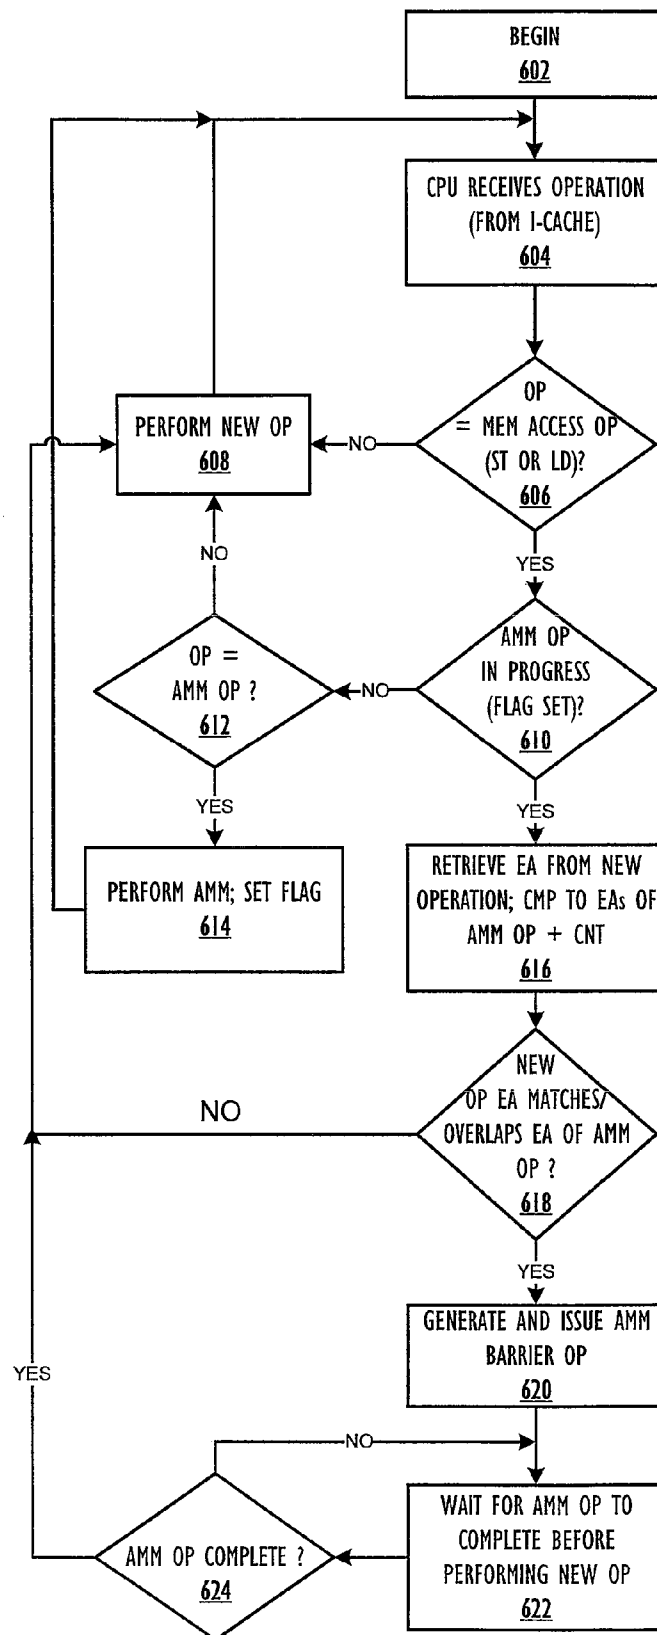 BEGIN
602
CPU RECEIVES OPERATION
(FROM I-CACHE)
604
OP
= MEM ACCESS OP
(ST OR LD)?
606
NO
PERFORM NEW OP
608
YES
NO
AMM OP
IN PROGRESS
(FLAG SET)?
610
NO
OP =
AMM OP ?
612
YES
YES
PERFORM AMM; SET FLAG
614
RETRIEVE EA FROM NEW
OPERATION; CMP TO EAs OF
AMM OP + CNT
616
NEW
OP EA MATCHES/
OVERLAPS EA OF AMM
OP ?
618
NO
YES
GENERATE AND ISSUE AMM
BARRIER OP
620
YES
NO
WAIT FOR AMM OP TO
COMPLETE BEFORE
PERFORMING NEW OP
622
AMM OP COMPLETE ?
624